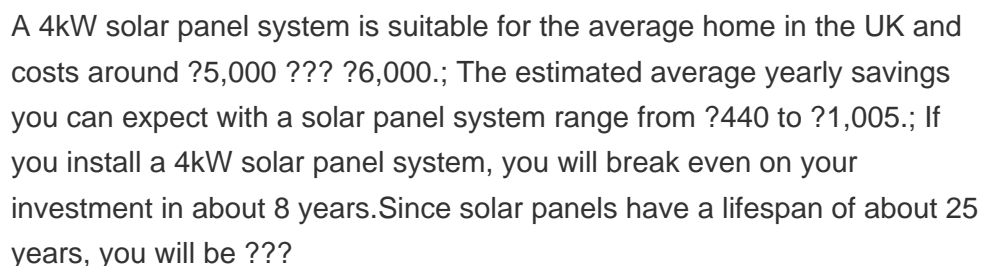 A 4kW solar panel system is suitable for the average home in the UK and
costs around ?5,000 ??? ?6,000.; The estimated average yearly savings
you can expect with a solar panel system range from ?440 to ?1,005.; If
you install a 4kW solar panel system, you will break even on your
investment in about 8 years.Since solar panels have a lifespan of about 25
years, you will be ???